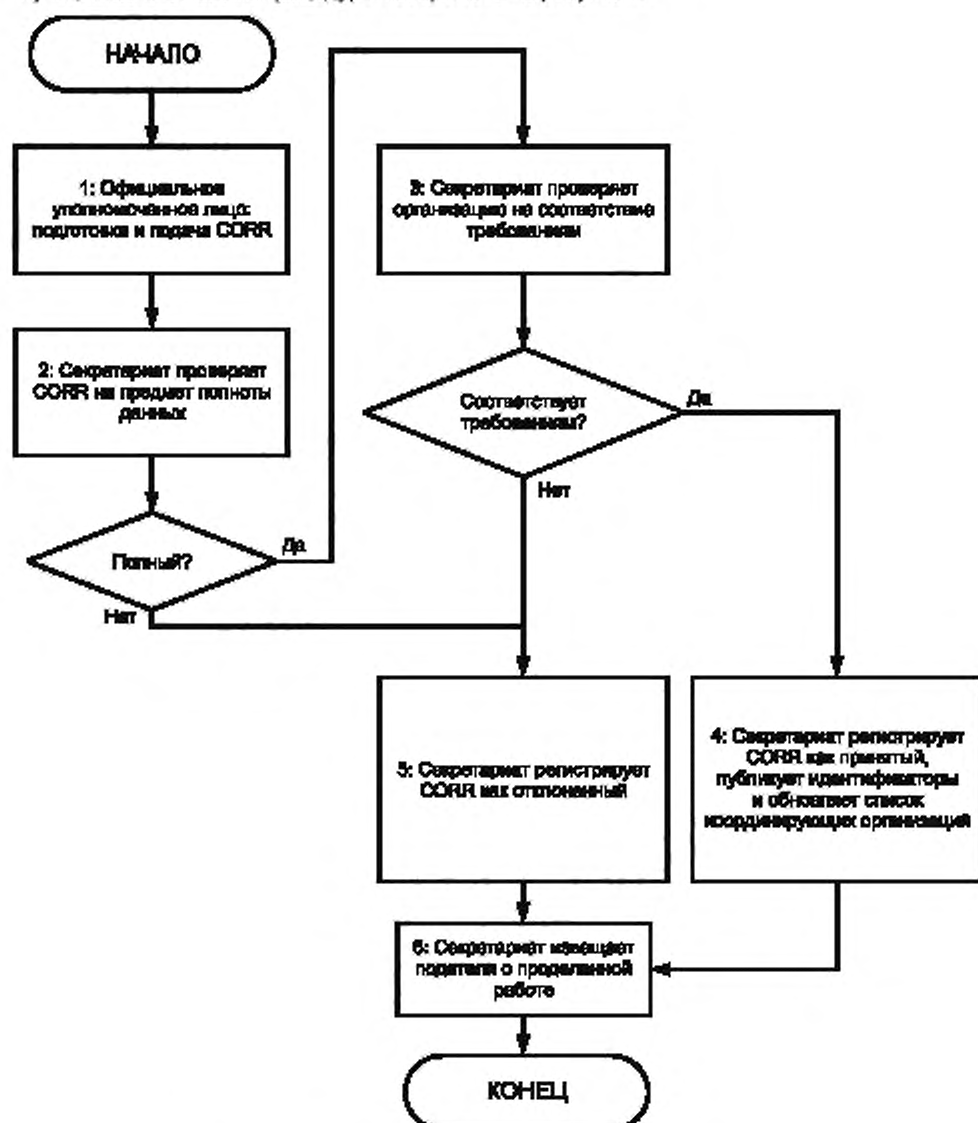 НАЧАЛО
1: Официальное
уполномоченное лицо:
подготовка и подача CORR
2: Секретариат проверяет
CORR на предмет полноты
данных
Полный?
Да
Нет
3: Секретариат проверяет
организацию на соответствие
требованиям
Соответствует
требованиям?
Да
Нет
5: Секретариат регистрирует
CORR как отклоненный
4: Секретариат регистрирует
CORR как принятый,
публикует идентификаторы
и обновляет список
координирующих организаций
6: Секретариат извещает
подателя о проделанной
работе
КОНЕЦ